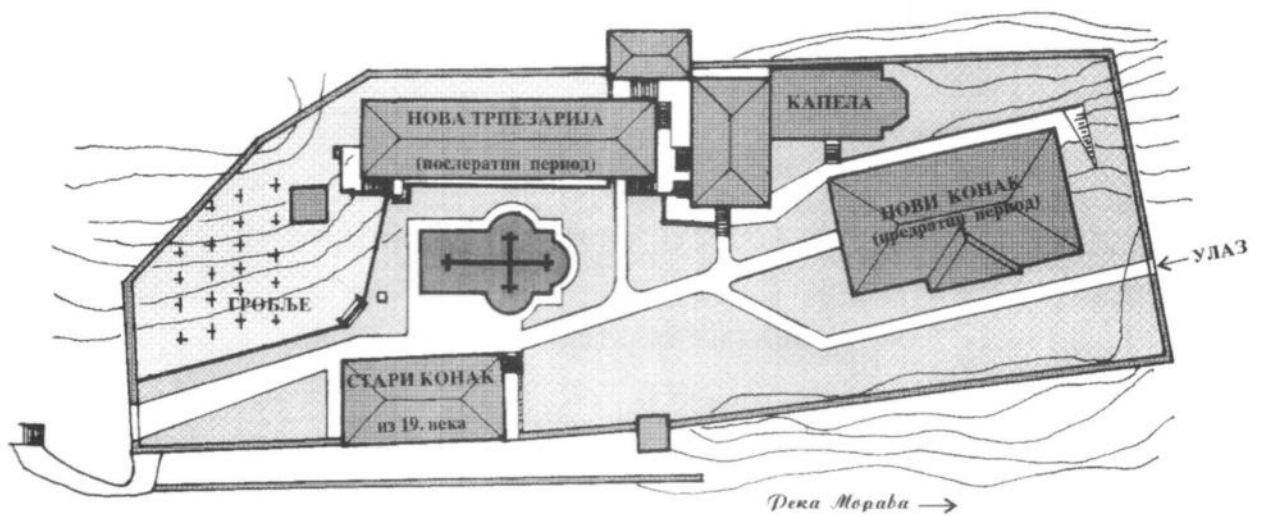 НОВА ТРПЕЗАРИЈА
(послератни период)
КАПЕЛА
НОВИ КОНАК
(предратни период)
УЛАЗ
ГРОБЉЕ
СТАРИ КОНАК
из 19. века
Река Морава